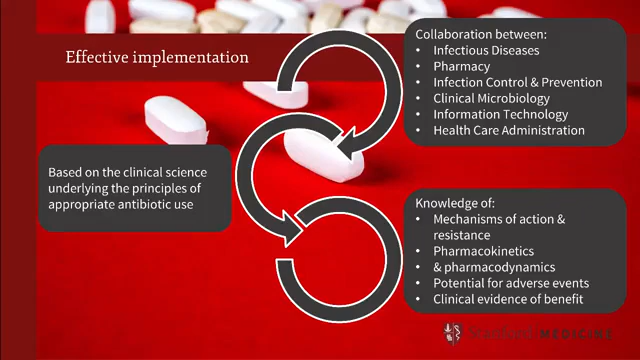 Effective implementation
Collaboration between:
• Infectious Diseases
• Pharmacy
• Infection Control & Prevention
• Clinical Microbiology
• Information Technology
• Health Care Administration
Based on the clinical science
underlying the principles of
appropriate antibiotic use
Knowledge of:
• Mechanisms of action &
resistance
• Pharmacokinetics
• & pharmacodynamics
• Potential for adverse events
• Clinical evidence of benefit
Stanford MEDICINE